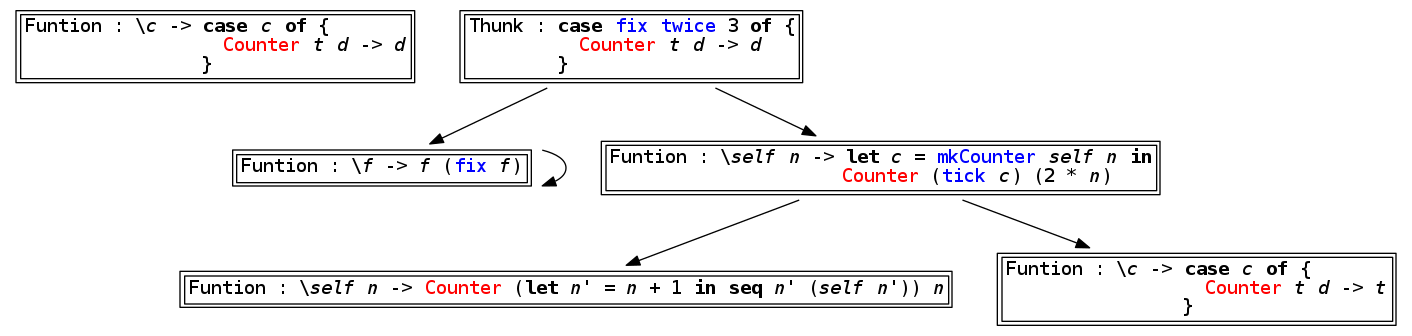 Funtion : \c -> case c of {
Counter t d -> d
}
Thunk : case fix twice 3 of {
Counter t d -> d
}
Funtion : \f -> f (fix f)
Funtion : \self n -> let c = mkCounter self n in
Counter (tick c) (2 * n)
Funtion : \self n -> Counter (let n' = n + 1 in seq n' (self n')) n
Funtion : \c -> case c of {
Counter t d -> t
}